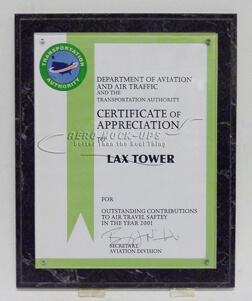 TRANSPORTATION
AUTHORITY
DEPARTMENT OF AVIATION
AND AIR TRAFFIC
AND THE
TRANSPORTATION AUTHORITY
CERTIFICATE OF
APPRECIATION
AERO MOCK-UPS
TO
Better Than the Real Thing
LAX TOWER
FOR
OUTSTANDING CONTRIBUTIONS
TO AIR TRAVEL SAFTEY
IN THE YEAR 2001
SECRETARY
AVIATION DIVISION